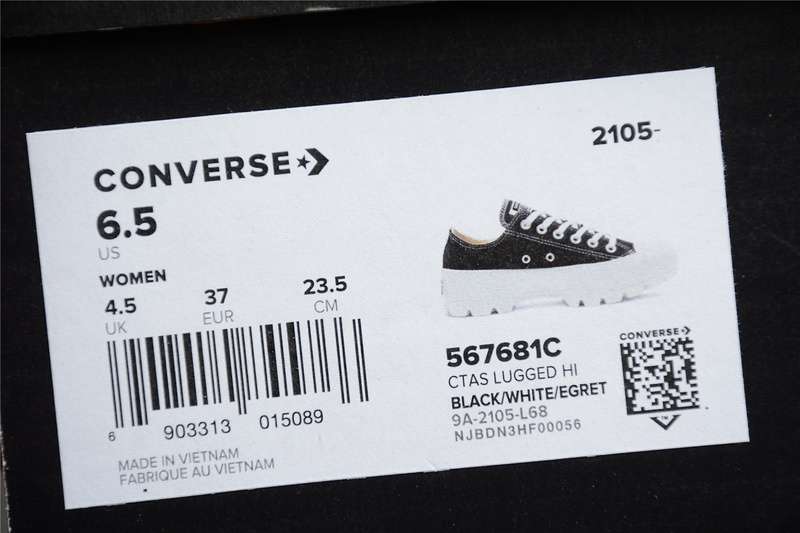 2105-
CONVERSE
6.5
US
WOMEN
4.5 37 23.5
UK EUR CM
6 903313 015089
MADE IN VIETNAM
FABRIQUE AU VIETNAM
567681C
CTAS LUGGED HI
BLACK/WHITE/EGRET
9A-2105-L68
NJBDN3HF00056
CONVERSE